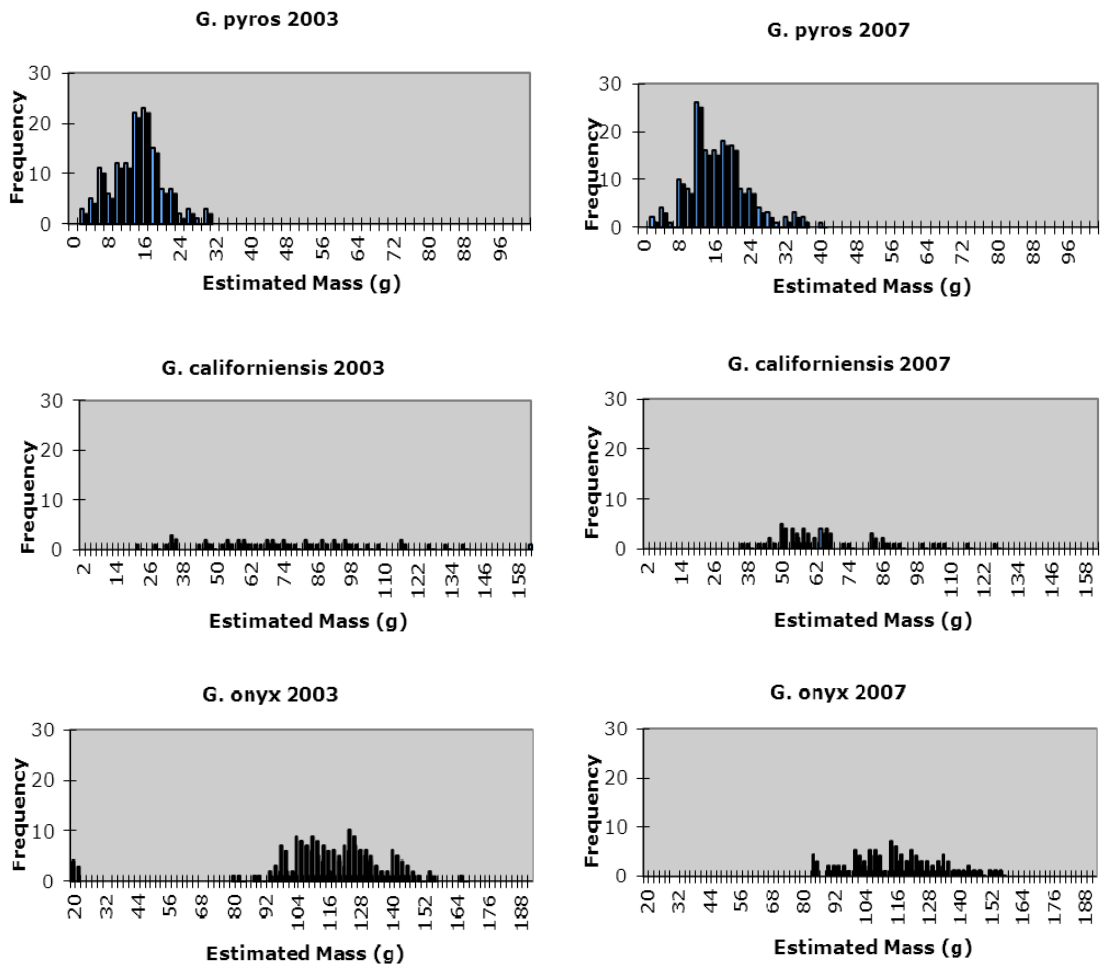 G. pyros 2003
30
20
10
0
Frequency
0 8 16 24 32 40 48 56 64 72 80 88 96
Estimated Mass (g)
G. pyros 2007
30
20
10
0
Frequency
0 8 16 24 32 40 48 56 64 72 80 88 96
Estimated Mass (g)
G. californiensis 2003
30
20
10
0
Frequency
2 14 26 38 50 62 74 86 98 110 122 134 146 158
Estimated Mass (g)
G. californiensis 2007
30
20
10
0
Frequency
2 14 26 38 50 62 74 86 98 110 122 134 146 158
Estimated Mass (g)
G. onyx 2003
30
20
10
0
Frequency
20 32 44 56 68 80 92 104 116 128 140 152 164 176 188
Estimated Mass (g)
G. onyx 2007
30
20
10
0
Frequency
20 32 44 56 68 80 92 104 116 128 140 152 164 176 188
Estimated Mass (g)